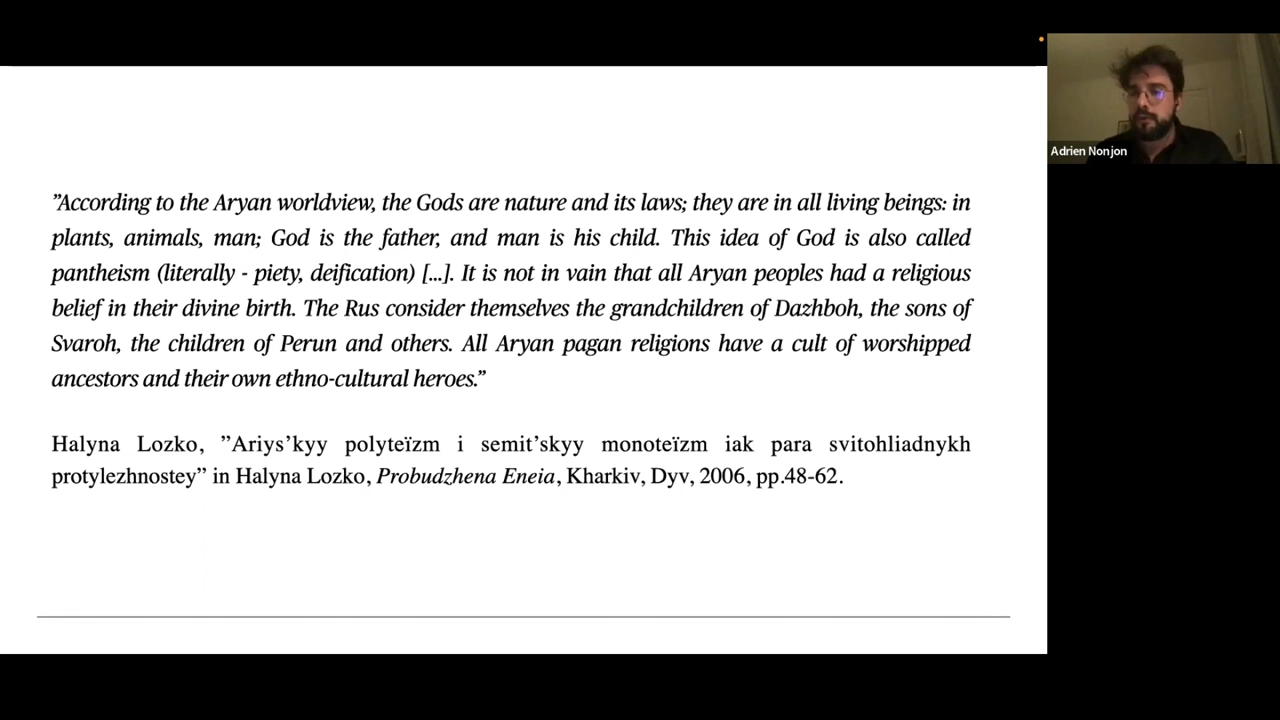 ”According to the Aryan worldview, the Gods are nature and its laws; they are in all living beings: in
plants, animals, man; God is the father, and man is his child. This idea of God is also called
pantheism (literally - piety, deification) [...]. It is not in vain that all Aryan peoples had a religious
belief in their divine birth. The Rus consider themselves the grandchildren of Dazhboh, the sons of
Svaroh, the children of Perun and others. All Aryan pagan religions have a cult of worshipped
ancestors and their own ethno-cultural heroes.”
Halyna Lozko, ”Ariys’kyy polyteïzm i semit’skyy monoteïzm iak para svitohliadnykh
protylezhnostey” in Halyna Lozko, Probudzhena Eneia, Kharkiv, Dyv, 2006, pp.48-62.
Adrien Nonjon